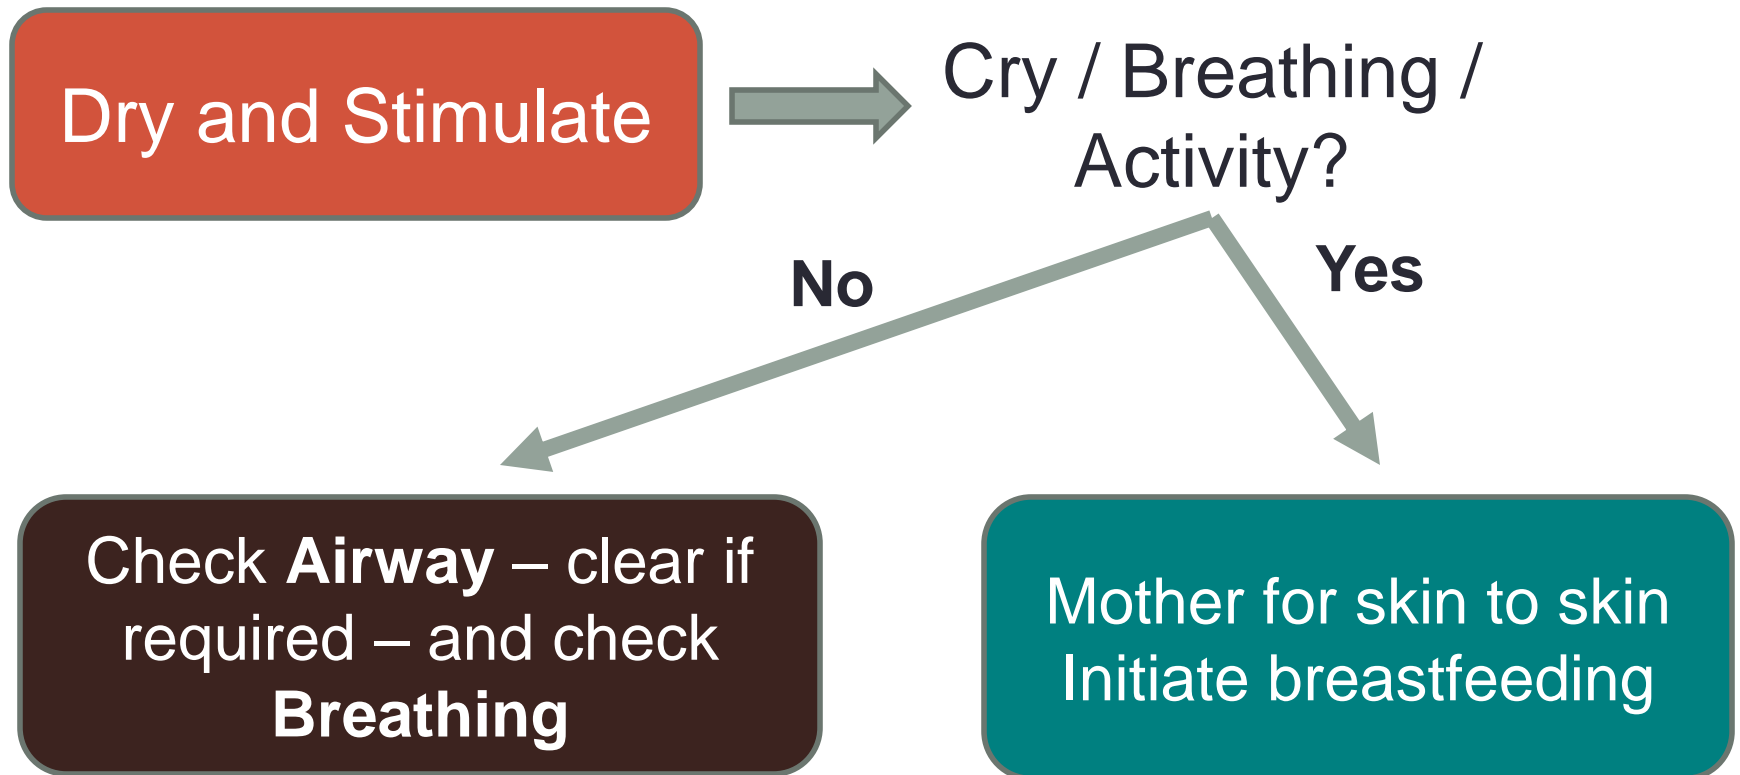 Dry and Stimulate
Cry / Breathing /
Activity?
No
Yes
Check Airway – clear if
required – and check
Breathing
Mother for skin to skin
Initiate breastfeeding